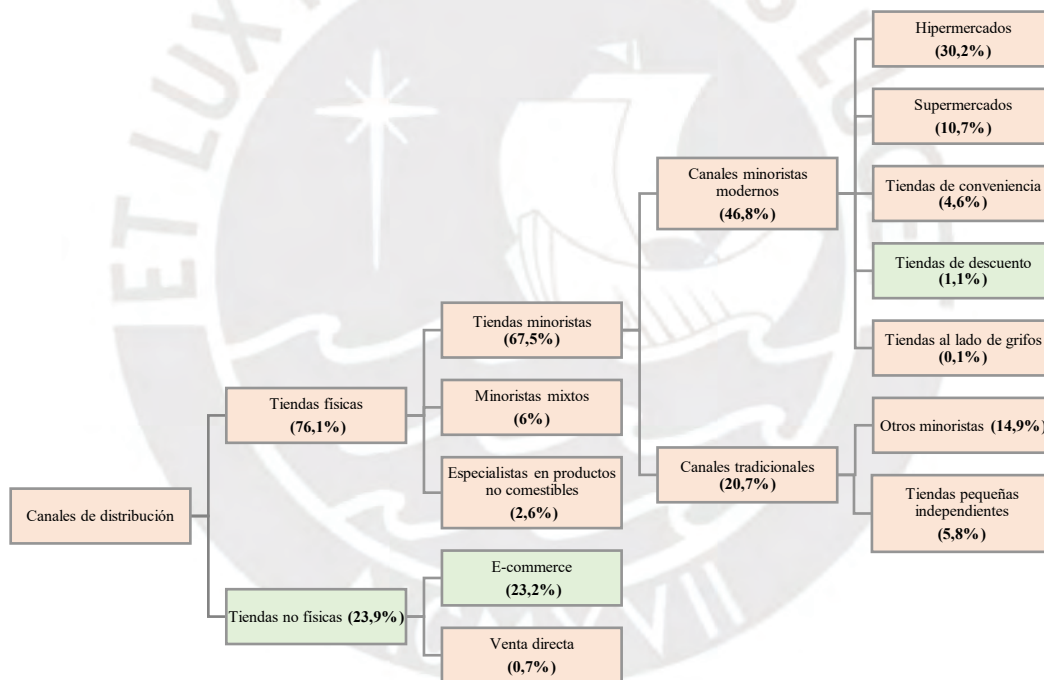 Hipermercados
(30,2%)
Supermercados
(10,7%)
Canales minoristas
modernos
(46,8%)
Tiendas de conveniencia
(4,6%)
Tiendas de descuento
(1,1%)
Tiendas minoristas
(67,5%)
Tiendas al lado de grifos
(0,1%)
Tiendas físicas
(76,1%)
Minoristas mixtos
(6%)
Otros minoristas (14,9%)
Canales tradicionales
(20,7%)
Especialistas en productos
no comestibles
(2,6%)
Tiendas pequeñas
independientes
(5,8%)
Canales de distribución
E-commerce
(23,2%)
Tiendas no físicas (23,9%)
Venta directa
(0,7%)
ET LUX